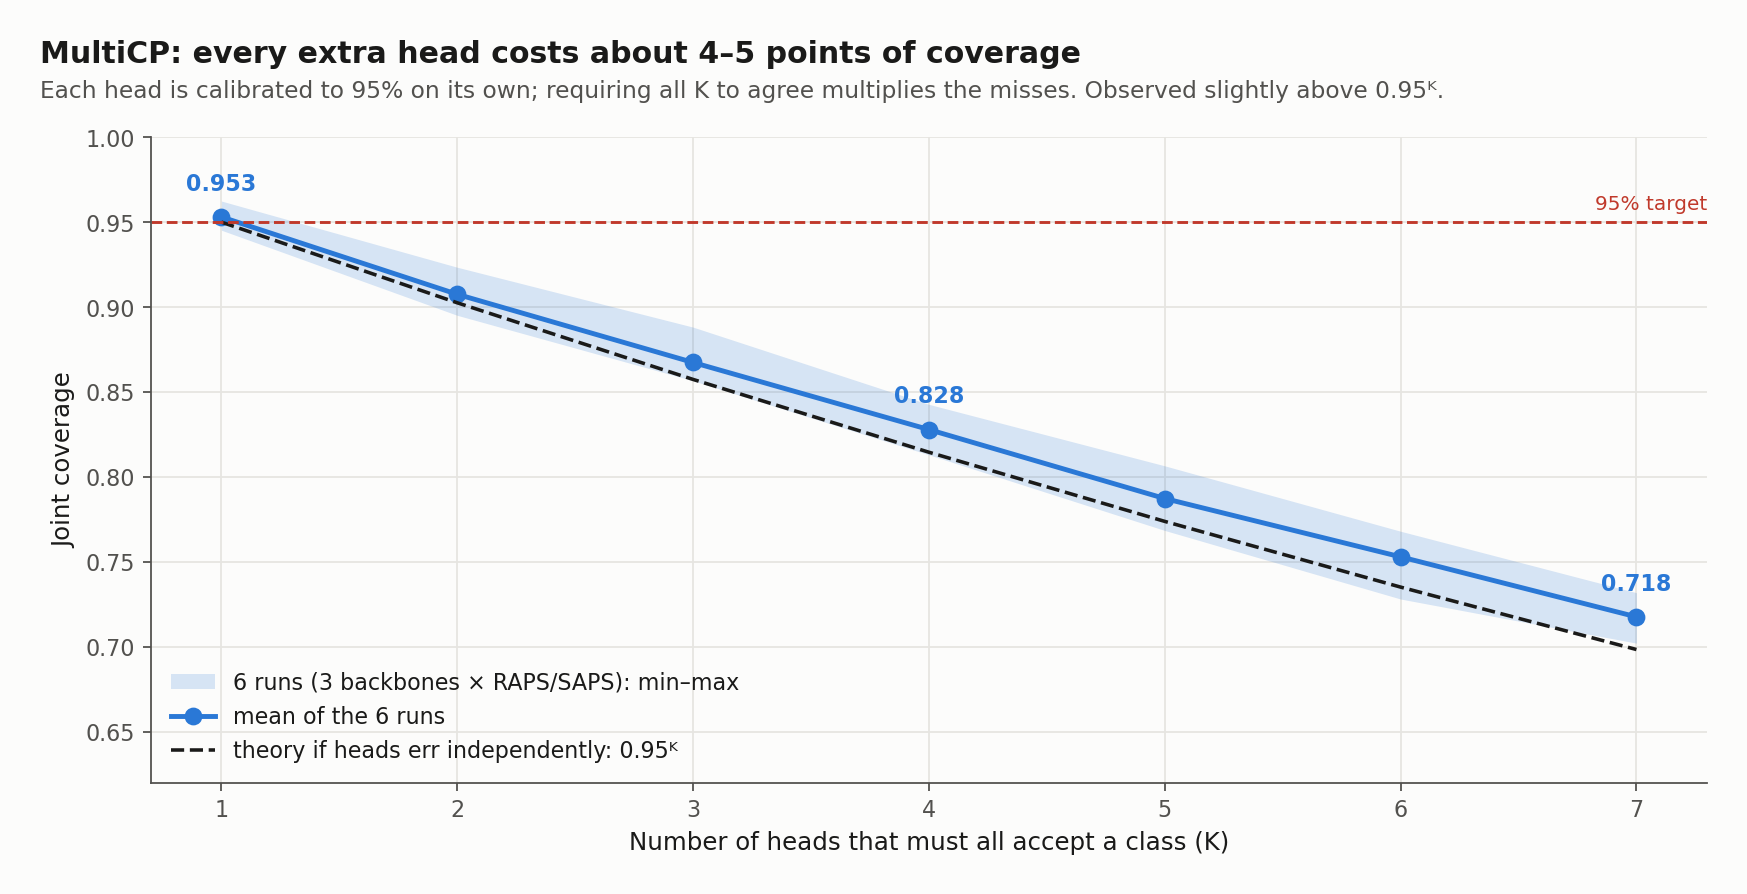 MultiCP: every extra head costs about 4–5 points of coverage
Each head is calibrated to 95% on its own; requiring all K to agree multiplies the misses. Observed slightly above 0.95ᴷ.
1.00
0.95
0.90
0.85
0.80
0.75
0.70
0.65
Joint coverage
0.953
0.828
0.718
95% target
6 runs (3 backbones × RAPS/SAPS): min–max
mean of the 6 runs
theory if heads err independently: 0.95ᴷ
1 2 3 4 5 6 7
Number of heads that must all accept a class (K)